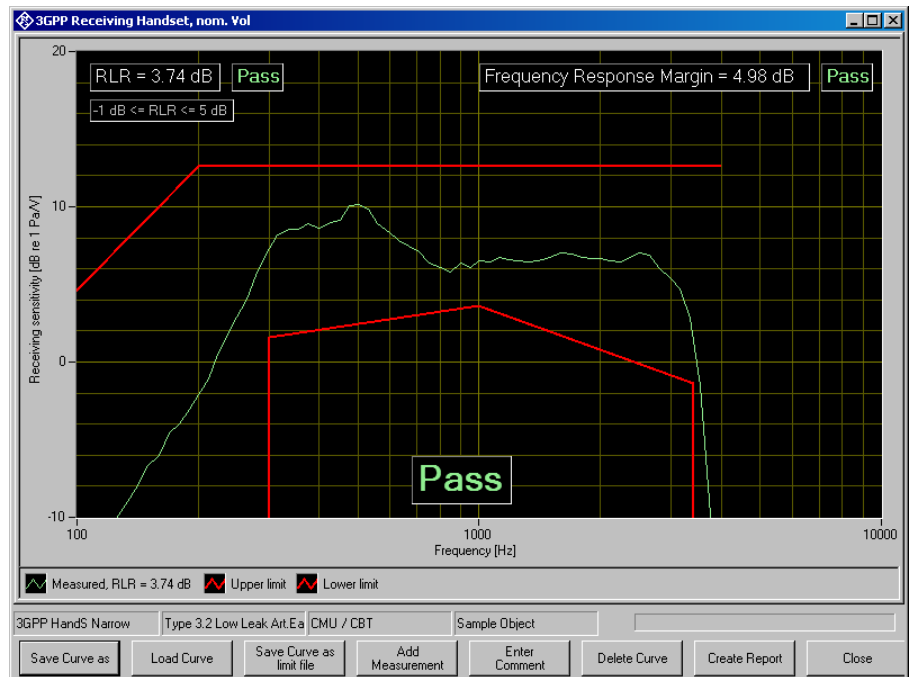 3GPP Receiving Handset, nom. Vol
20
RLR = 3.74 dB Pass Frequency Response Margin = 4.98 dB Pass
-1 dB <= RLR <= 5 dB
10
Receiving sensitivity [dB re 1 Pa/V]
0
Pass
-10
100 1000 10000
Frequency [Hz]
Measured, RLR = 3.74 dB Upper limit Lower limit
3GPP HandS Narrow Type 3.2 Low Leak Art.Ea CMU / CBT Sample Object
Save Curve as Load Curve Save Curve as limit file Add Measurement Enter Comment Delete Curve Create Report Close